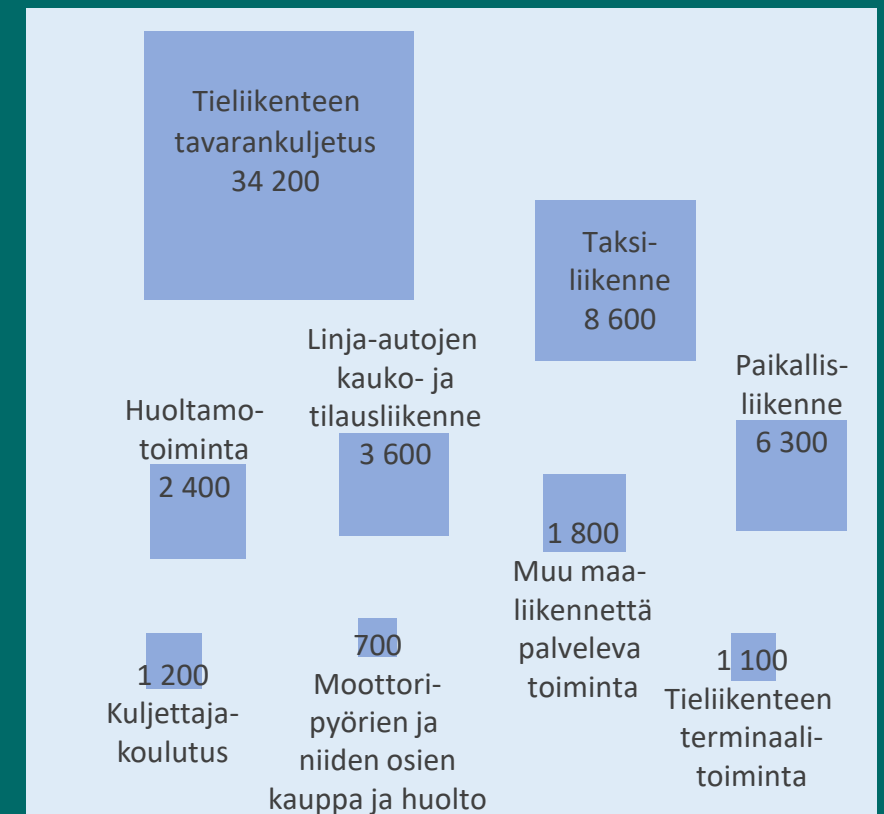 Tieliikenteen
tavarankuljetus
34 200
Taksi-
liikenne
8 600
Linja-autojen
kauko- ja
tilausliikenne
3 600
Paikallis-
liikenne
6 300
Huoltamo-
toiminta
2 400
1 800
Muu maa-
liikennettä
palveleva
toiminta
1 200
Kuljettaja-
koulutus
700
Moottori-
pyörien ja
niiden osien
kauppa ja huolto
1 100
Tieliikenteen
terminaali-
toiminta